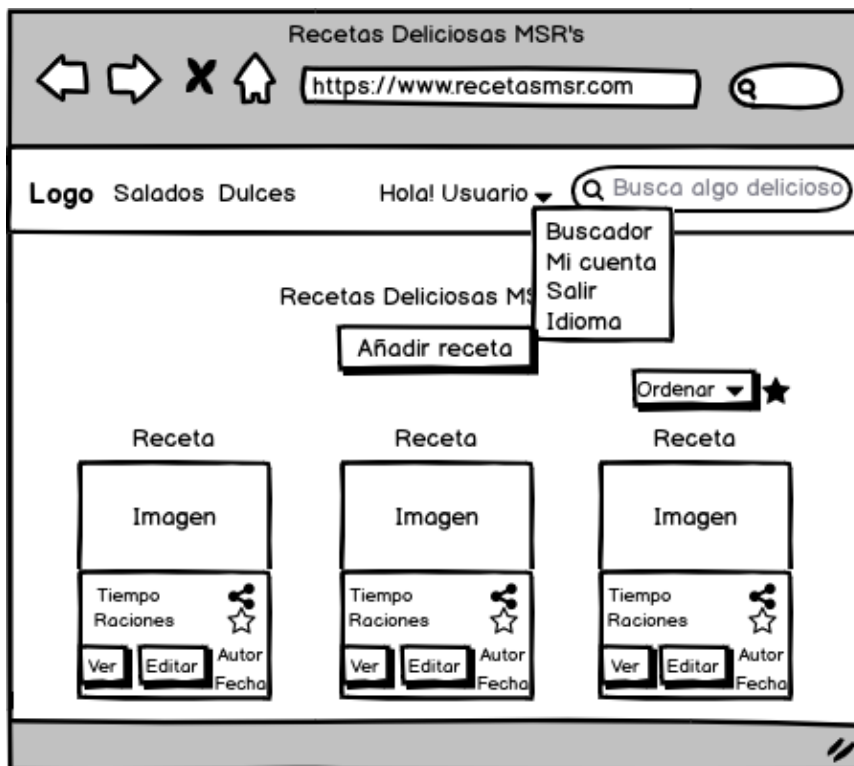 Recetas Deliciosas MSR's
https://www.recetasmsr.com
Logo Salados Dulces Hola! Usuario Busca algo delicioso
Buscador
Mi cuenta
Salir
Idioma
Recetas Deliciosas
Añadir receta
Ordenar
Receta Receta Receta
Imagen Imagen Imagen
Tiempo Tiempo Tiempo
Raciones Raciones Raciones
Ver Editar Autor Ver Editar Autor Ver Editar Autor
Fecha Fecha Fecha